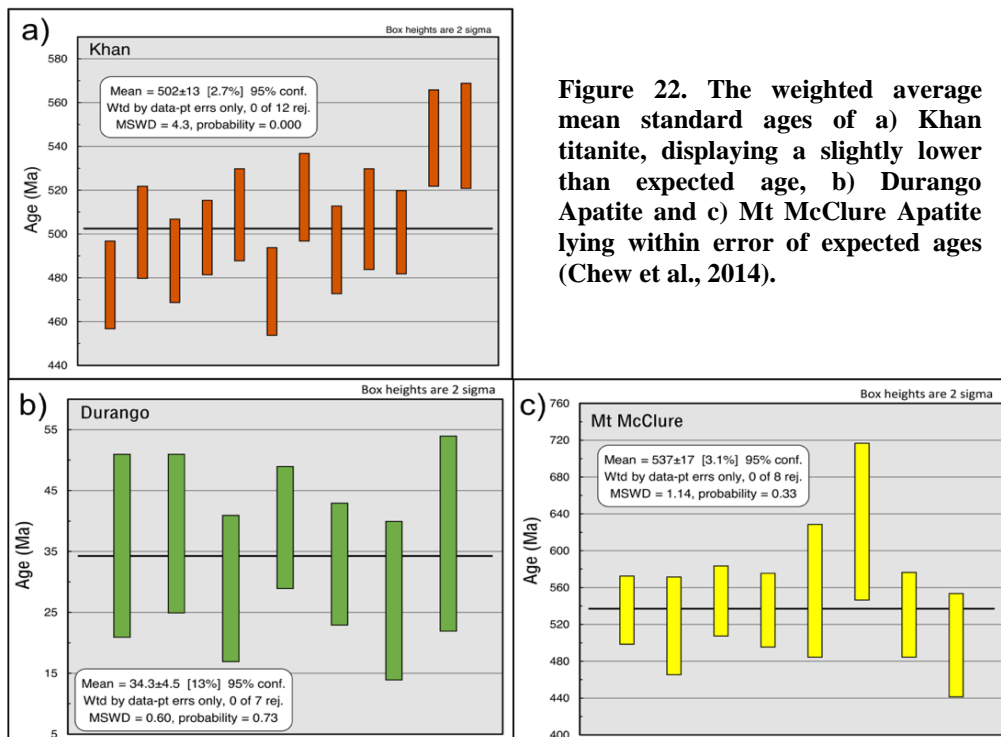 a)
Box heights are 2 sigma
Khan
580
560
540
520
500
480
460
440
Age (Ma)
Mean = 502±13 [2.7%] 95% conf.
Wtd by data-pt errs only, 0 of 12 rej.
MSWD = 4.3, probability = 0.000
Figure 22. The weighted average
mean standard ages of a) Khan
titanite, displaying a slightly lower
than expected age, b) Durango
Apatite and c) Mt McClure Apatite
lying within error of expected ages
(Chew et al., 2014).
b)
Box heights are 2 sigma
Durango
55
45
35
25
15
5
Age (Ma)
Mean = 34.3±4.5 [13%] 95% conf.
Wtd by data-pt errs only, 0 of 7 rej.
MSWD = 0.60, probability = 0.73
c)
Box heights are 2 sigma
Mt McClure
760
720
680
640
600
560
520
480
440
400
Age (Ma)
Mean = 537±17 [3.1%] 95% conf.
Wtd by data-pt errs only, 0 of 8 rej.
MSWD = 1.14, probability = 0.33